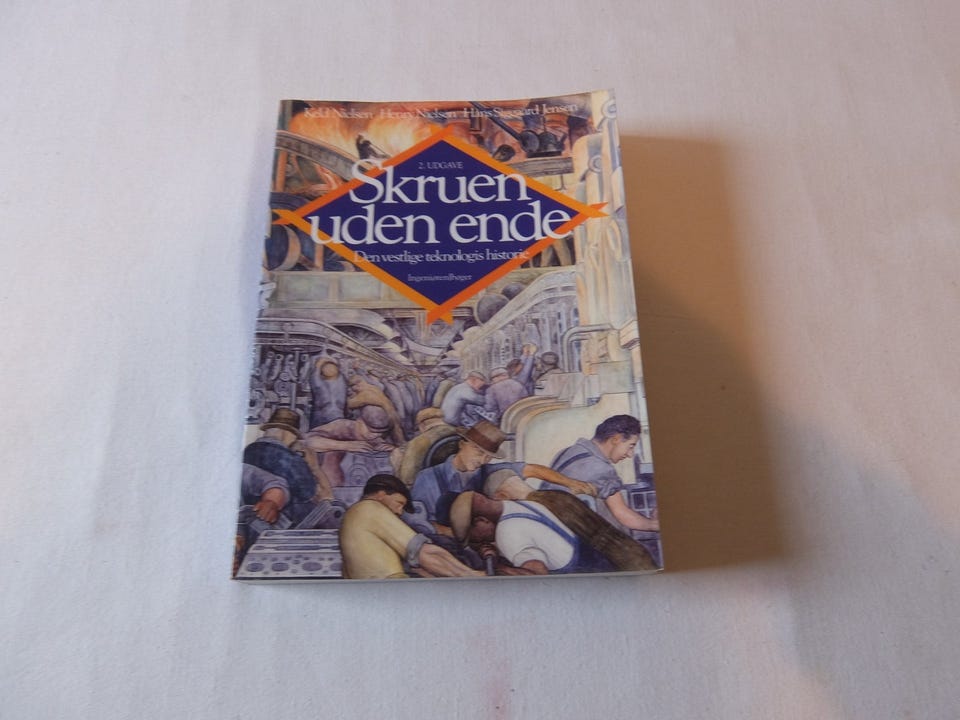 Keld Nielsen Henry Nielsen Hans Siggaard Jensen
2. UDGAVE
Skruen
uden ende
Den vestlige teknologis historie
Ingeniøren|bøger